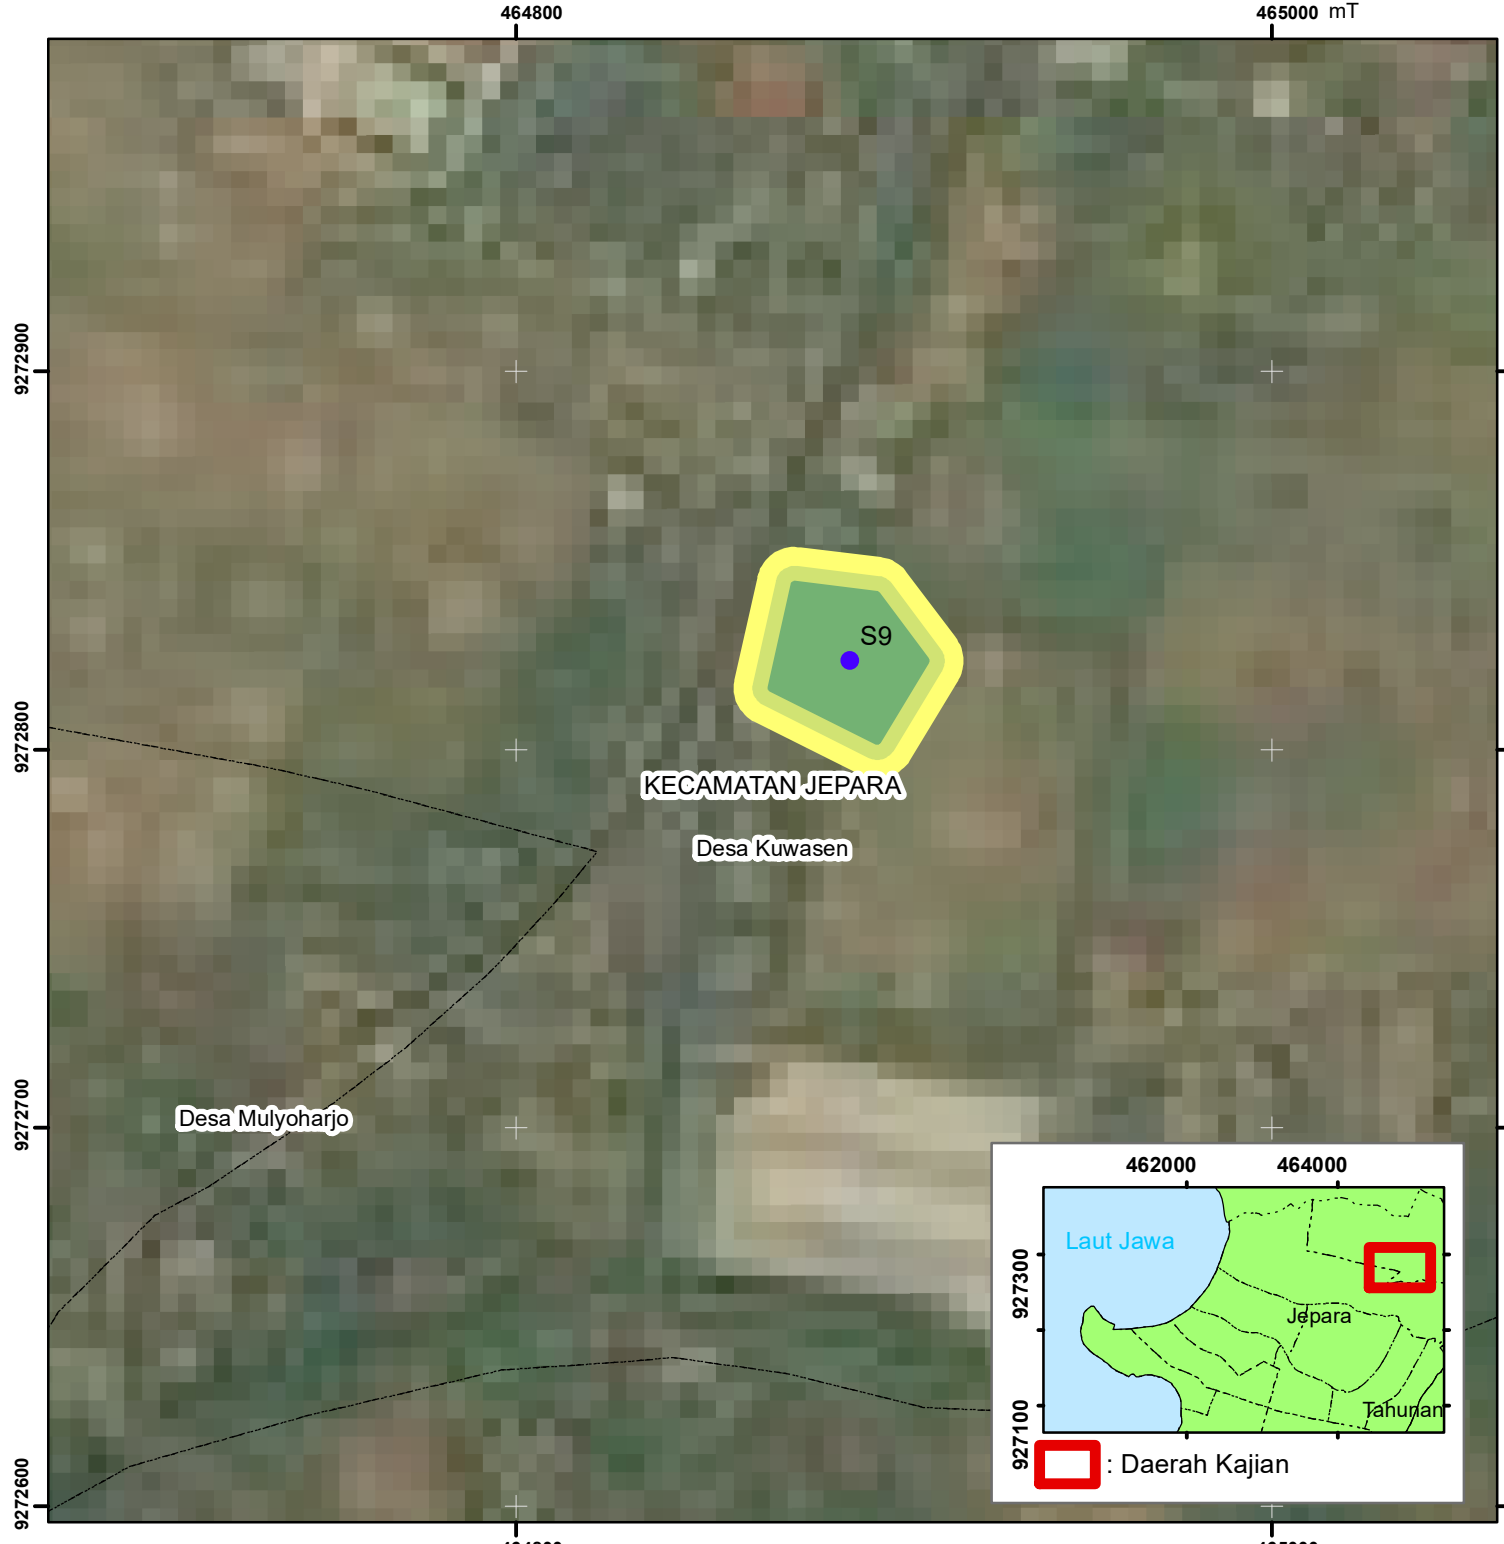 464800
465000 mT
9272900
9272800
9272700
9272600
S9
KECAMATAN JEPARA
Desa Kuwasen
Desa Mulyoharjo
462000
464000
927300
927100
Laut Jawa
Jepara
Tahunan
: Daerah Kajian